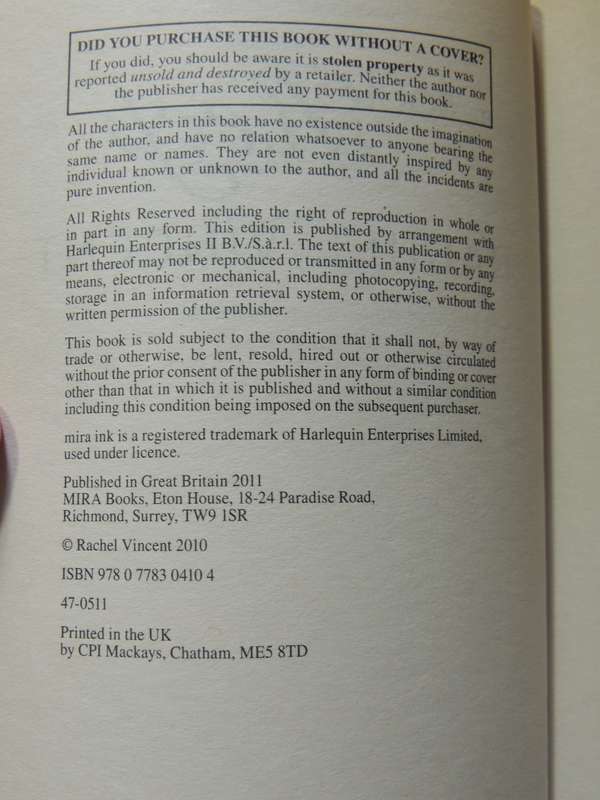 DID YOU PURCHASE THIS BOOK WITHOUT A COVER?
If you did, you should be aware it is stolen property as it was
reported unsold and destroyed by a retailer. Neither the author nor
the publisher has received any payment for this book.
All the characters in this book have no existence outside the imagination
of the author, and have no relation whatsoever to anyone bearing the
same name or names. They are not even distantly inspired by any
individual known or unknown to the author, and all the incidents are
pure invention.
All Rights Reserved including the right of reproduction in whole or
in part in any form. This edition is published by arrangement with
Harlequin Enterprises II B.V./S.à.r.l. The text of this publication or any
part thereof may not be reproduced or transmitted in any form or by any
means, electronic or mechanical, including photocopying, recording,
storage in an information retrieval system, or otherwise, without the
written permission of the publisher.
This book is sold subject to the condition that it shall not, by way of
trade or otherwise, be lent, resold, hired out or otherwise circulated
without the prior consent of the publisher in any form of binding or cover
other than that in which it is published and without a similar condition
including this condition being imposed on the subsequent purchaser.
mira ink is a registered trademark of Harlequin Enterprises Limited,
used under licence.
Published in Great Britain 2011
MIRA Books, Eton House, 18-24 Paradise Road,
Richmond, Surrey, TW9 1SR
© Rachel Vincent 2010
ISBN 978 0 7783 0410 4
47-0511
Printed in the UK
by CPI Mackays, Chatham, ME5 8TD